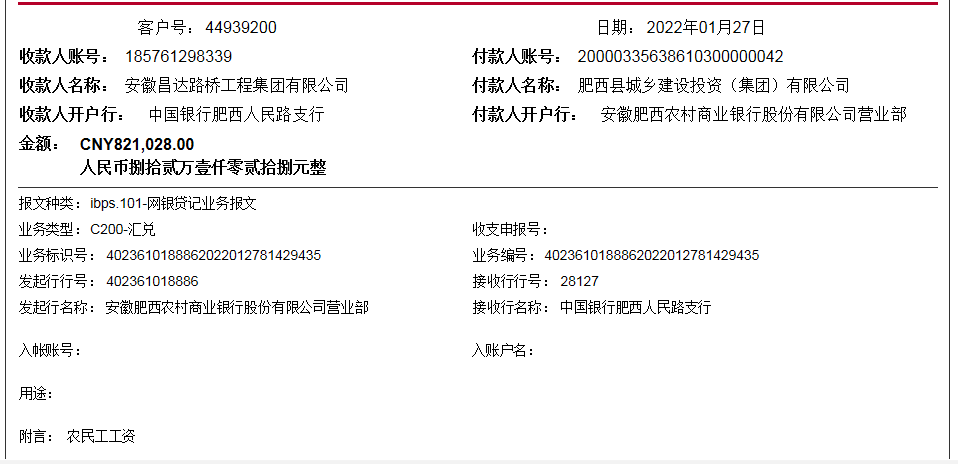 客户号：44939200 日期：2022年01月27日
收款人账号：185761298339 付款人账号：20000335638610300000042
收款人名称：安徽昌达路桥工程集团有限公司 付款人名称：肥西县城乡建设投资（集团）有限公司
收款人开户行：中国银行肥西人民路支行 付款人开户行：安徽肥西农村商业银行股份有限公司营业部
金额：CNY821,028.00
人民币捌拾贰万壹仟零贰拾捌元整
报文种类：ibps.101-网银贷记业务报文
业务类型：C200-汇兑 收支申报号：
业务标识号：4023610188862022012781429435 业务编号：4023610188862022012781429435
发起行行号：402361018886 接收行行号：28127
发起行名称：安徽肥西农村商业银行股份有限公司营业部 接收行名称：中国银行肥西人民路支行
入帐账号： 入账户名：
用途：
附言：农民工工资